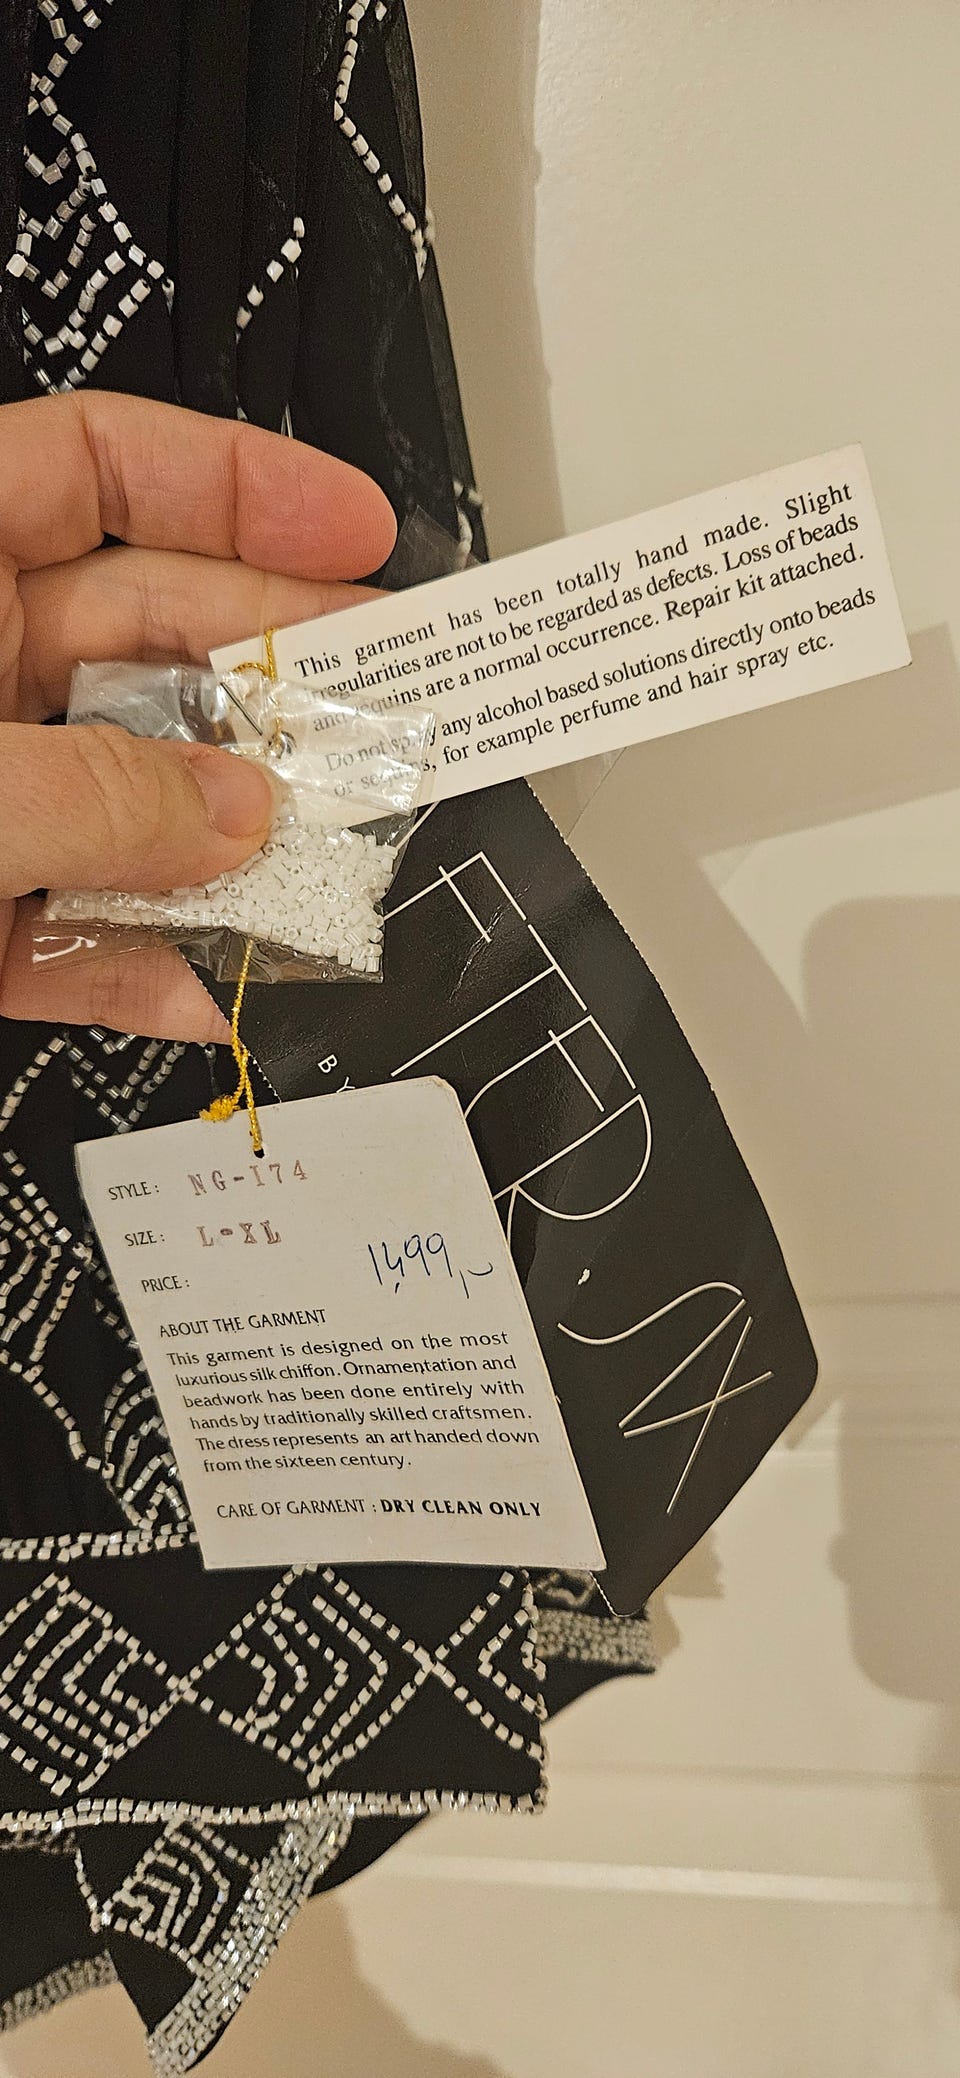 This garment has been totally hand made. Slight
irregularities are not to be regarded as defects. Loss of beads
and sequins are a normal occurrence. Repair kit attached.
Do not spray any alcohol based solutions directly onto beads
or sequins, for example perfume and hair spray etc.
BY
STYLE: NG-174
SIZE: L-XL
PRICE: 1499,-
ABOUT THE GARMENT
This garment is designed on the most
luxurious silk chiffon. Ornamentation and
beadwork has been done entirely with
hands by traditionally skilled craftsmen.
The dress represents an art handed down
from the sixteen century.
CARE OF GARMENT : DRY CLEAN ONLY